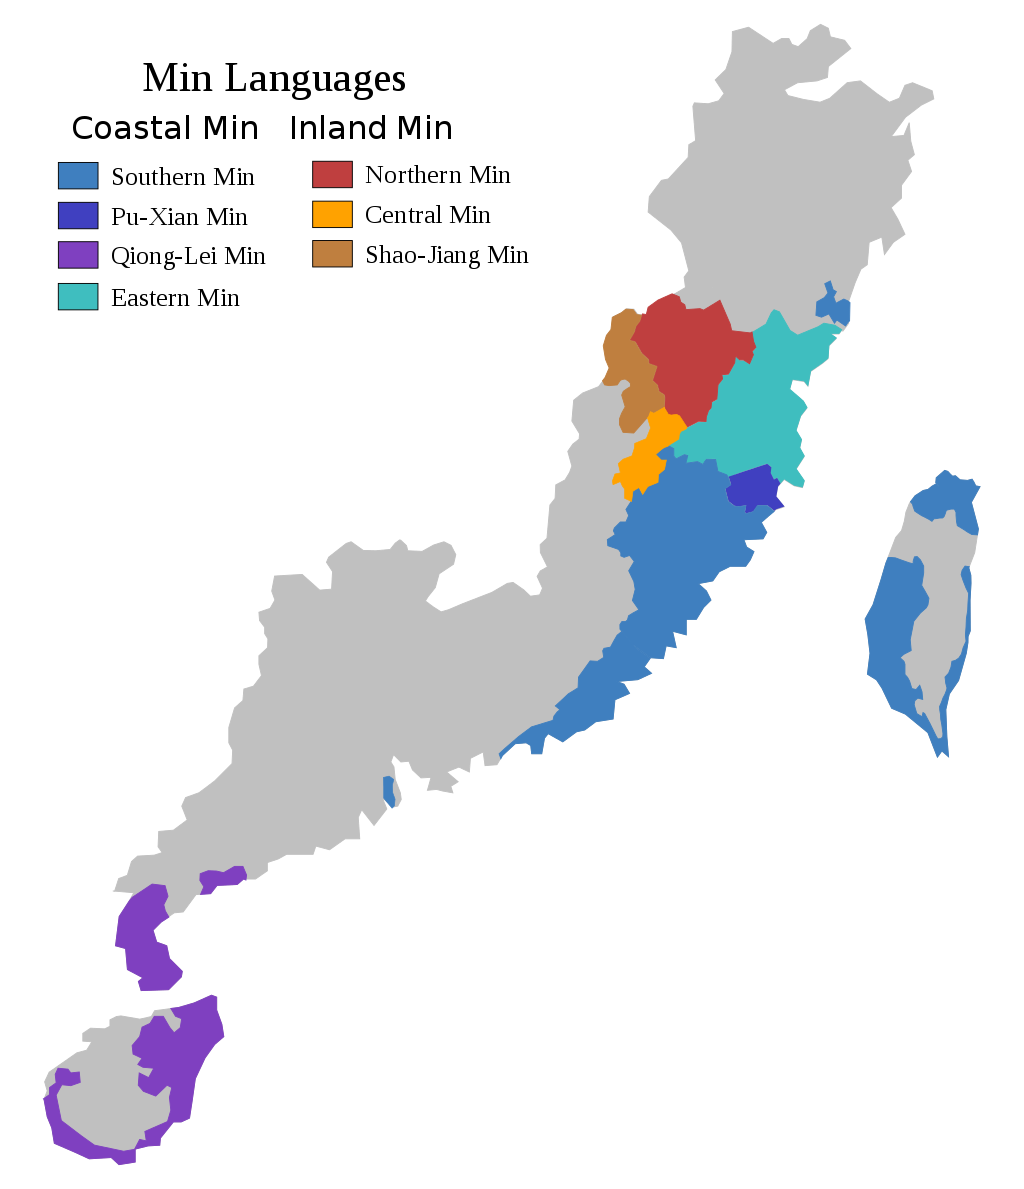 Min Languages
Coastal Min
Inland Min
Southern Min
Northern Min
Pu-Xian Min
Central Min
Qiong-Lei Min
Shao-Jiang Min
Eastern Min